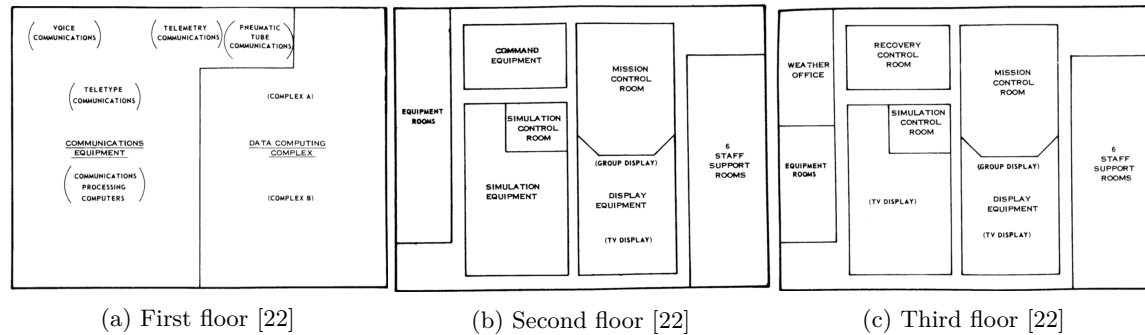 VOICE
COMMUNICATIONS
TELEMETRY
COMMUNICATIONS
PNEUMATIC
TUBE
COMMUNICATIONS
TELETYPE
COMMUNICATIONS
(COMPLEX A)
COMMUNICATIONS
EQUIPMENT
DATA COMPUTING
COMPLEX
COMMUNICATIONS
PROCESSING
COMPUTERS
(COMPLEX B)
(a) First floor [22]
EQUIPMENT
ROOMS
COMMAND
EQUIPMENT
MISSION
CONTROL
ROOM
SIMULATION
CONTROL
ROOM
SIMULATION
EQUIPMENT
(GROUP DISPLAY)
DISPLAY
EQUIPMENT
(TV DISPLAY)
6
STAFF
SUPPORT
ROOMS
(b) Second floor [22]
WEATHER
OFFICE
EQUIPMENT
ROOMS
RECOVERY
CONTROL
ROOM
MISSION
CONTROL
ROOM
SIMULATION
CONTROL
ROOM
(TV DISPLAY)
(GROUP DISPLAY)
DISPLAY
EQUIPMENT
(TV DISPLAY)
6
STAFF
SUPPORT
ROOMS
(c) Third floor [22]